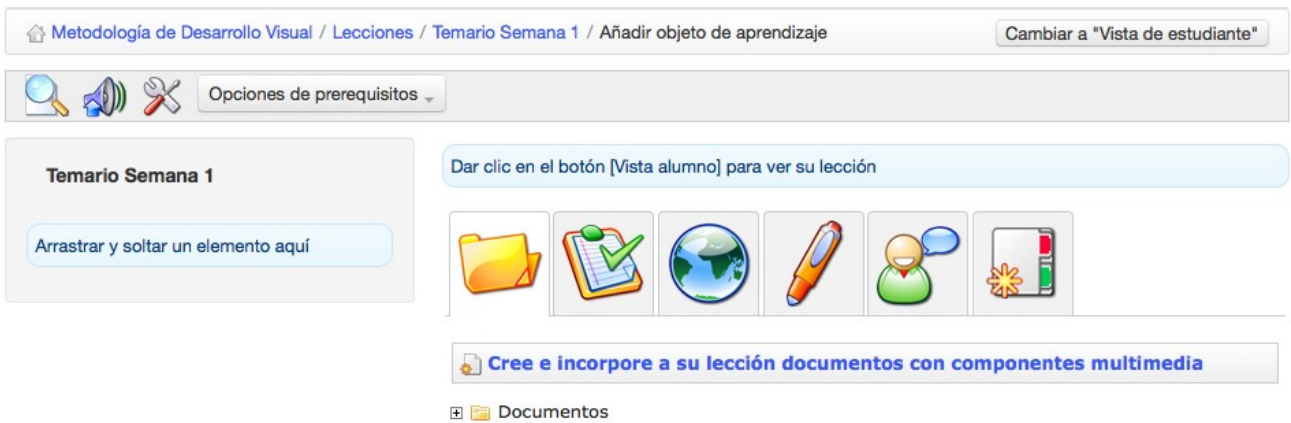 Metodología de Desarrollo Visual / Lecciones / Temario Semana 1 / Añadir objeto de aprendizaje
Cambiar a "Vista de estudiante"
Opciones de prerequisitos
Temario Semana 1
Arrastrar y soltar un elemento aquí
Dar clic en el botón [Vista alumno] para ver su lección
Cree e incorpore a su lección documentos con componentes multimedia
Documentos